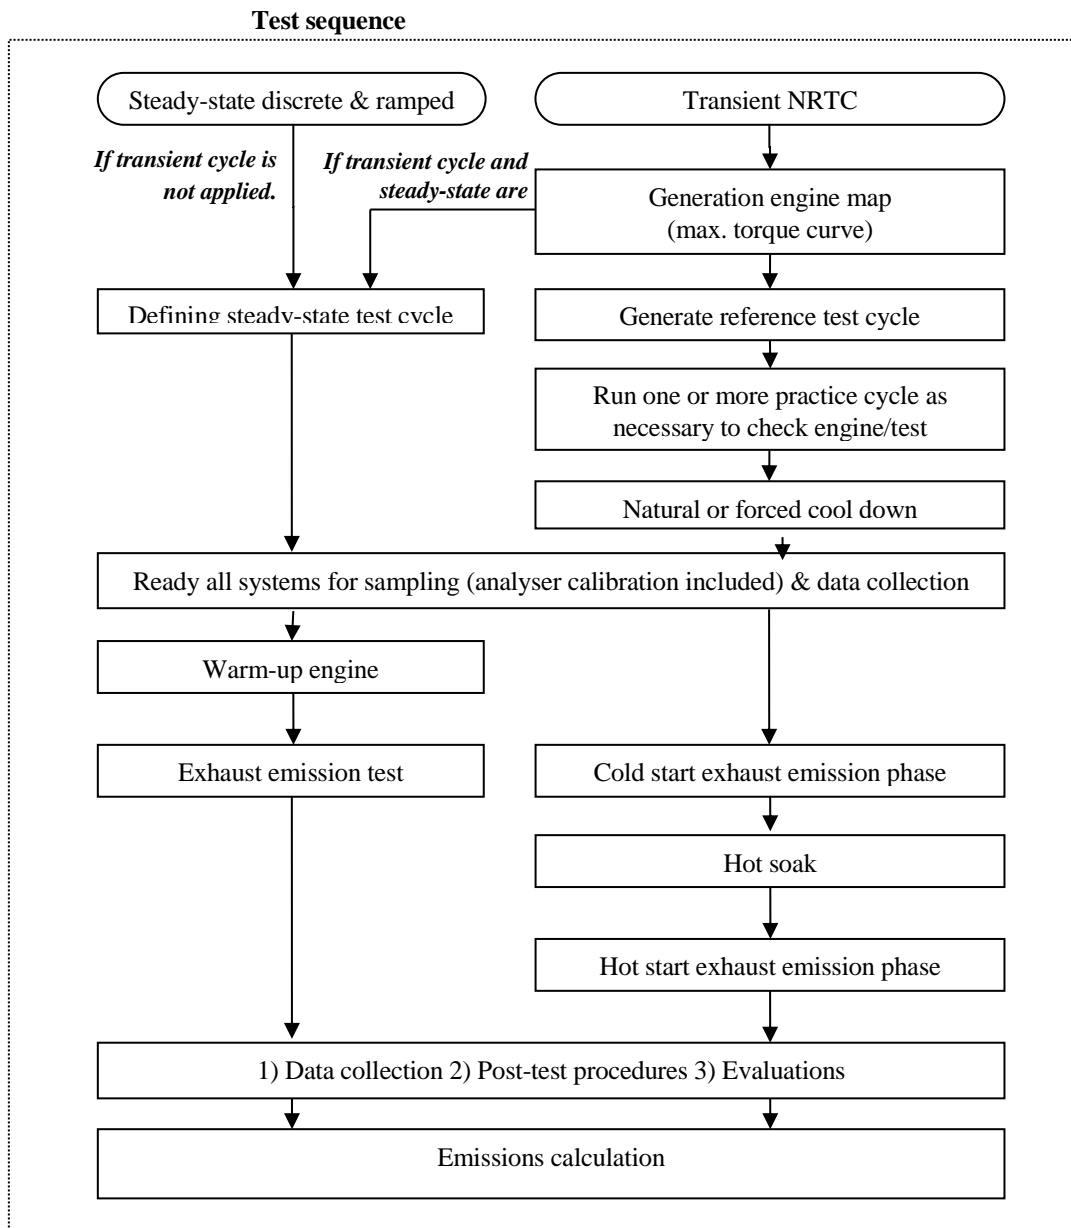 Test sequence
Steady-state discrete & ramped
Transient NRTC
If transient cycle is
not applied.
If transient cycle and
steady-state are
Generation engine map
(max. torque curve)
Defining steady-state test cycle
Generate reference test cycle
Run one or more practice cycle as
necessary to check engine/test
Natural or forced cool down
Ready all systems for sampling (analyser calibration included) & data collection
Warm-up engine
Exhaust emission test
Cold start exhaust emission phase
Hot soak
Hot start exhaust emission phase
1) Data collection 2) Post-test procedures 3) Evaluations
Emissions calculation